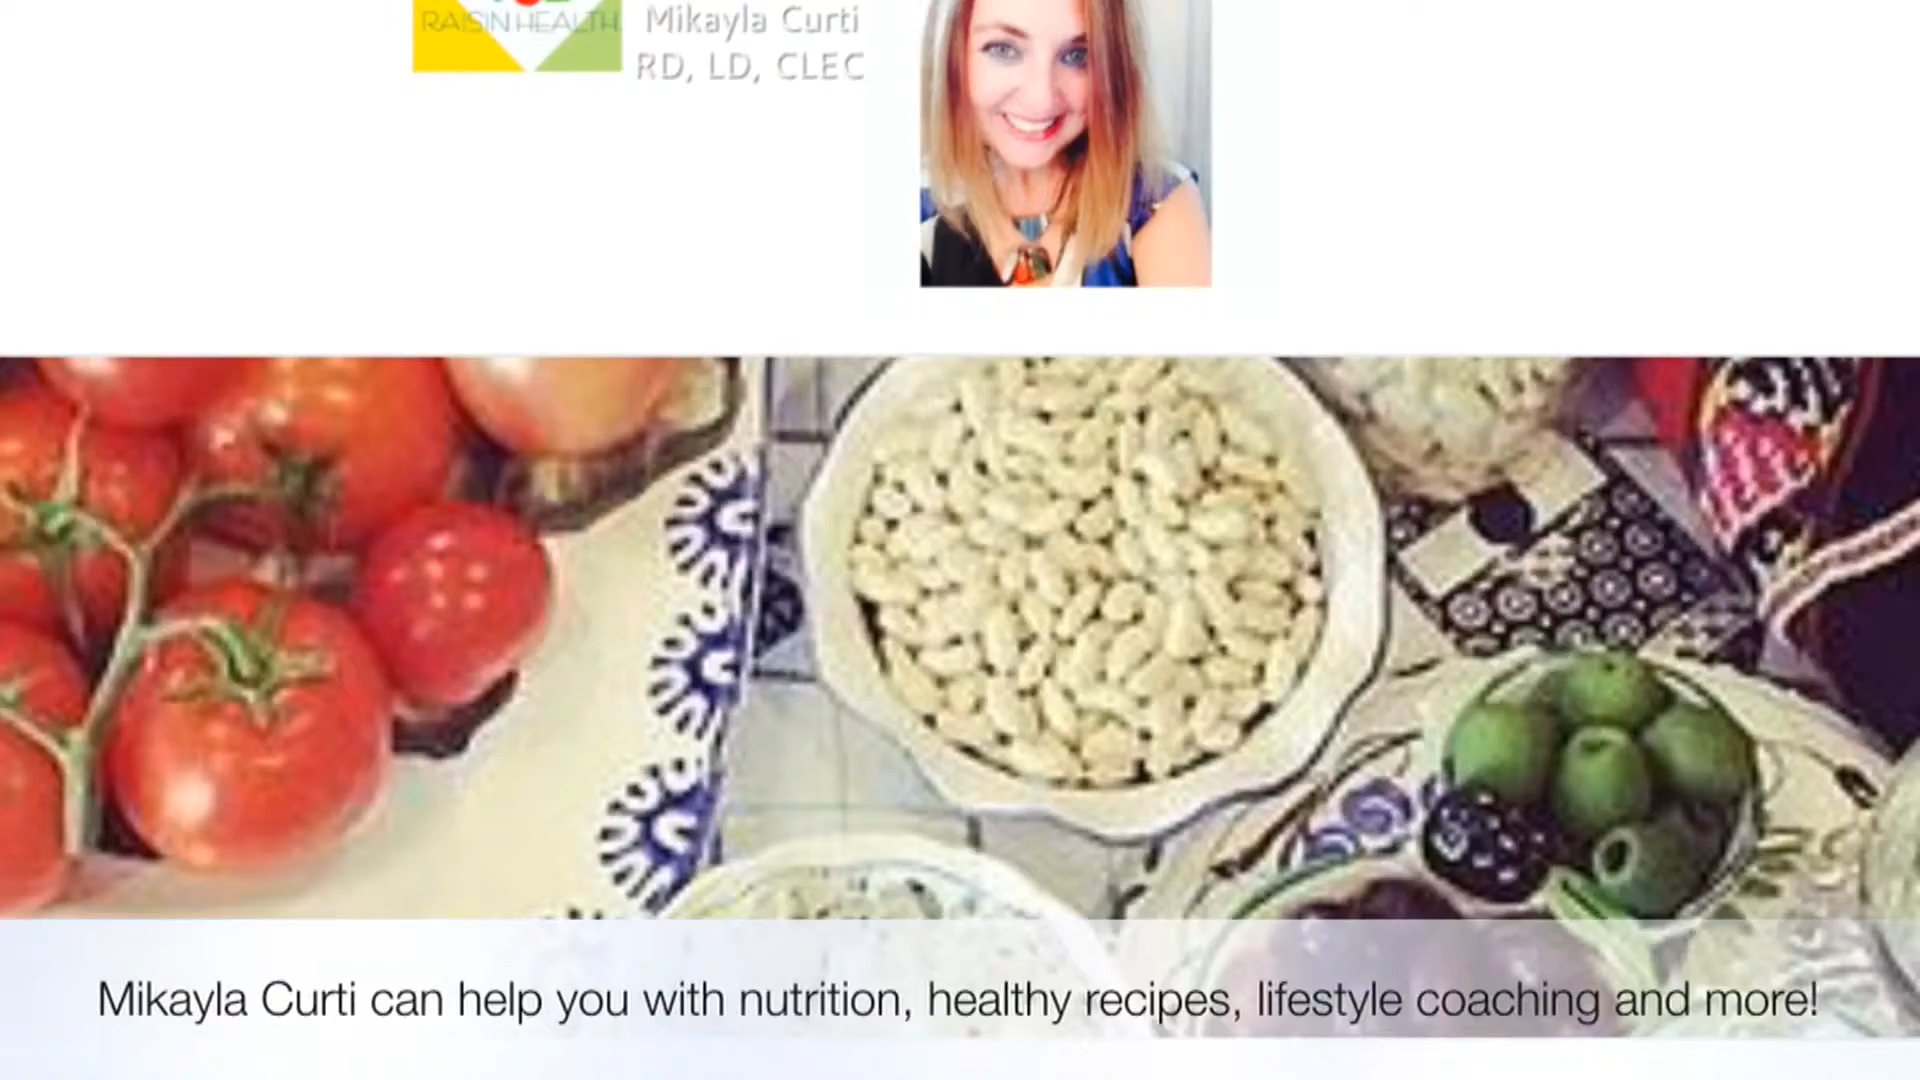 RAISIN HEALTH
Mikayla Curti
RD, LD, CLEC
Mikayla Curti can help you with nutrition, healthy recipes, lifestyle coaching and more!